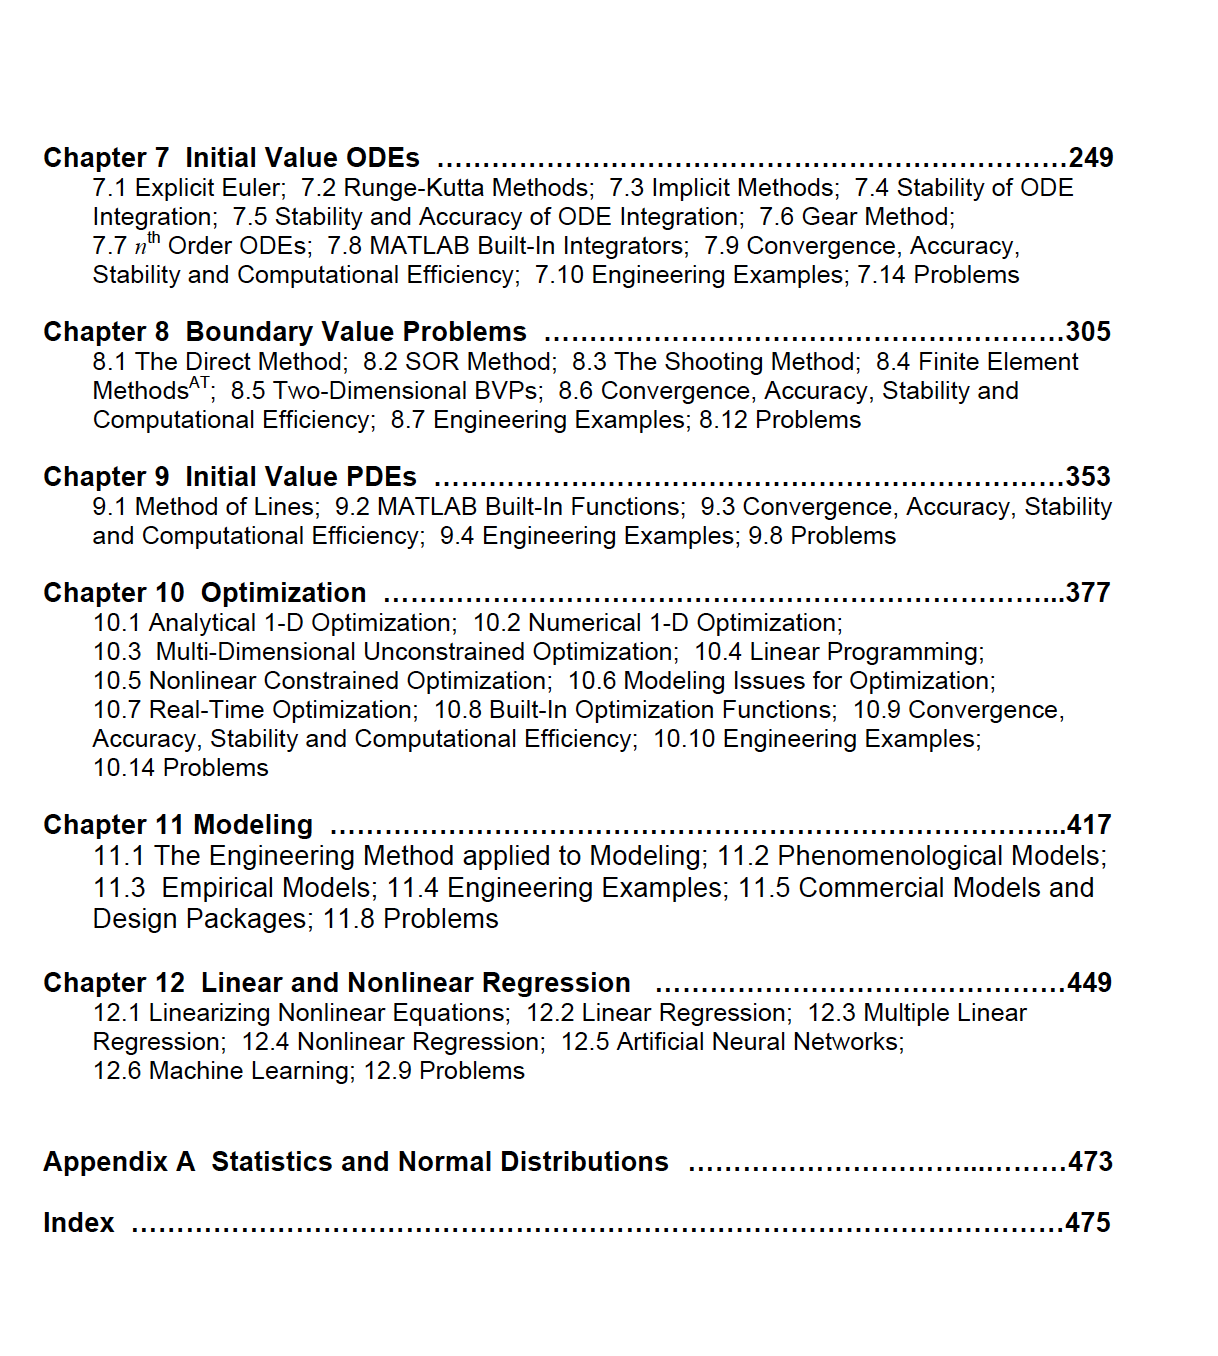 Chapter 7  Initial Value ODEs ……………………………………………………………249
7.1 Explicit Euler;  7.2 Runge-Kutta Methods;  7.3 Implicit Methods;  7.4 Stability of ODE
Integration;  7.5 Stability and Accuracy of ODE Integration;  7.6 Gear Method;
7.7 nth Order ODEs;  7.8 MATLAB Built-In Integrators;  7.9 Convergence, Accuracy,
Stability and Computational Efficiency;  7.10 Engineering Examples; 7.14 Problems
Chapter 8  Boundary Value Problems …………………………………………………305
8.1 The Direct Method;  8.2 SOR Method;  8.3 The Shooting Method;  8.4 Finite Element
MethodsAT;  8.5 Two-Dimensional BVPs;  8.6 Convergence, Accuracy, Stability and
Computational Efficiency;  8.7 Engineering Examples; 8.12 Problems
Chapter 9  Initial Value PDEs ……………………………………………………………353
9.1 Method of Lines;  9.2 MATLAB Built-In Functions;  9.3 Convergence, Accuracy, Stability
and Computational Efficiency;  9.4 Engineering Examples; 9.8 Problems
Chapter 10  Optimization ………………………………………………………………...377
10.1 Analytical 1-D Optimization;  10.2 Numerical 1-D Optimization;
10.3  Multi-Dimensional Unconstrained Optimization;  10.4 Linear Programming;
10.5 Nonlinear Constrained Optimization;  10.6 Modeling Issues for Optimization;
10.7 Real-Time Optimization;  10.8 Built-In Optimization Functions;  10.9 Convergence,
Accuracy, Stability and Computational Efficiency;  10.10 Engineering Examples;
10.14 Problems
Chapter 11 Modeling ……………………………………………………………………...417
11.1 The Engineering Method applied to Modeling; 11.2 Phenomenological Models;
11.3  Empirical Models; 11.4 Engineering Examples; 11.5 Commercial Models and
Design Packages; 11.8 Problems
Chapter 12  Linear and Nonlinear Regression ………………………………………449
12.1 Linearizing Nonlinear Equations;  12.2 Linear Regression;  12.3 Multiple Linear
Regression;  12.4 Nonlinear Regression;  12.5 Artificial Neural Networks;
12.6 Machine Learning; 12.9 Problems
Appendix A  Statistics and Normal Distributions …………………………...………473
Index …………………………………………………………………………………………475